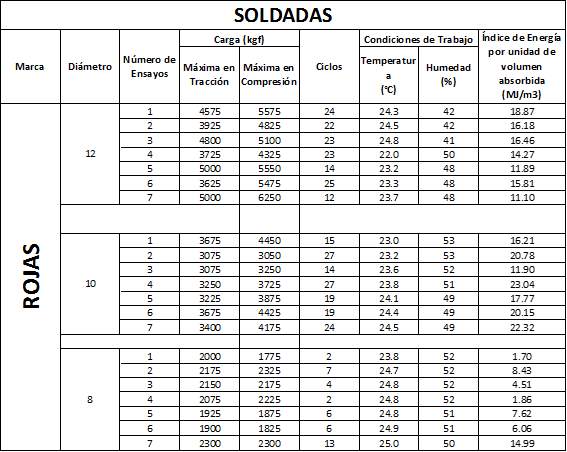 SOLDADAS
Marca Diámetro Número de Ensayos Carga (kgf) Ciclos Condiciones de Trabajo Índice de Energía por unidad de volumen absorbida (MJ/m3)
Máxima en Tracción Máxima en Compresión Temperatura (°C) Humedad (%)
ROJAS
12
1 4575 5575 24 24.3 42 18.87
2 3925 4825 22 24.5 42 16.18
3 4800 5100 23 24.8 41 16.46
4 3725 4325 23 22.0 50 14.27
5 5000 5550 14 23.2 48 11.89
6 3625 5475 25 23.3 48 15.81
7 5000 6250 12 23.7 48 11.10
10
1 3675 4450 15 23.0 53 16.21
2 3075 3050 27 23.2 53 20.78
3 3075 3250 14 23.6 52 11.90
4 3250 3725 27 23.8 51 23.04
5 3225 3875 19 24.1 49 17.77
6 3675 4425 19 24.4 49 20.15
7 3400 4175 24 24.5 49 22.32
8
1 2000 1775 2 23.8 52 1.70
2 2175 2325 7 24.7 52 8.43
3 2150 2175 4 24.8 52 4.51
4 2075 2225 2 24.8 52 1.86
5 1925 1875 6 24.8 51 7.62
6 1900 1825 6 24.9 51 6.06
7 2300 2300 13 25.0 50 14.99